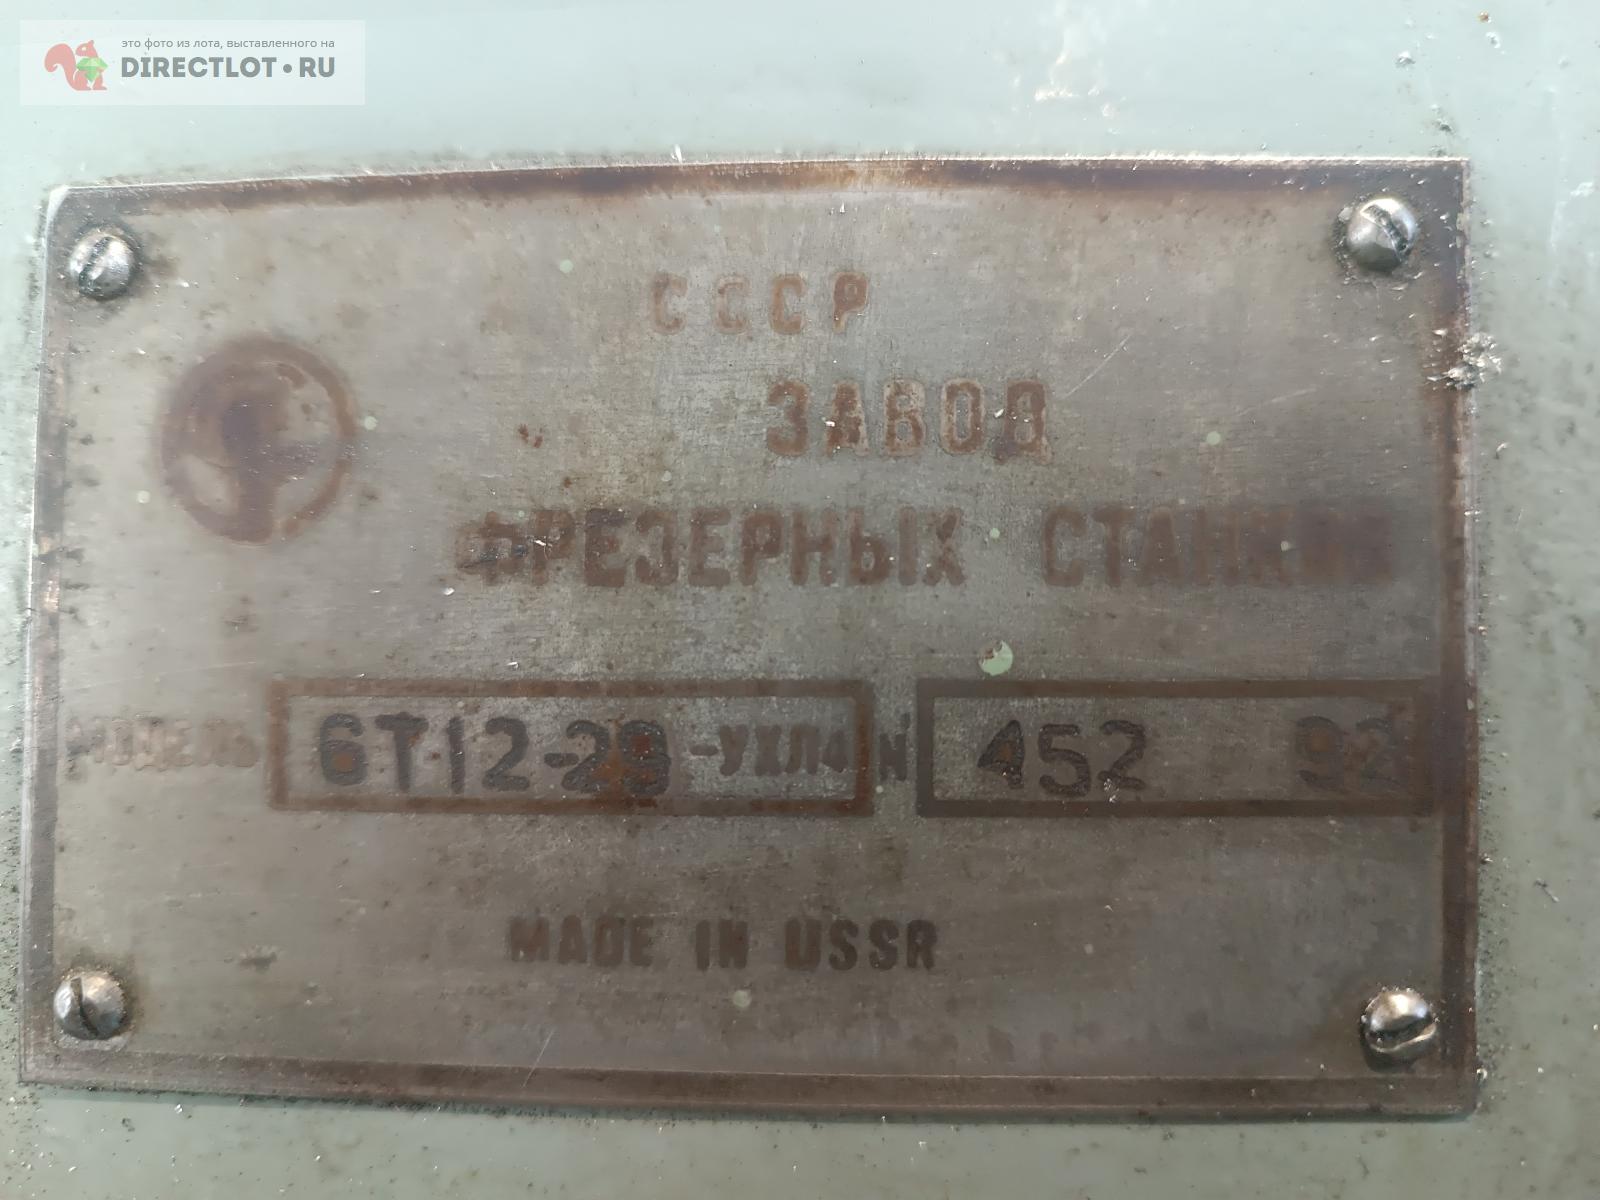 это фото из лота, выставленного на
DIRECTLOT•RU
СССР
ЗАВОД
ФРЕЗЕРНЫХ СТАНКОВ
МОДЕЛЬ 6Т12-29-УХЛ4 N 452 92
MADE IN USSR